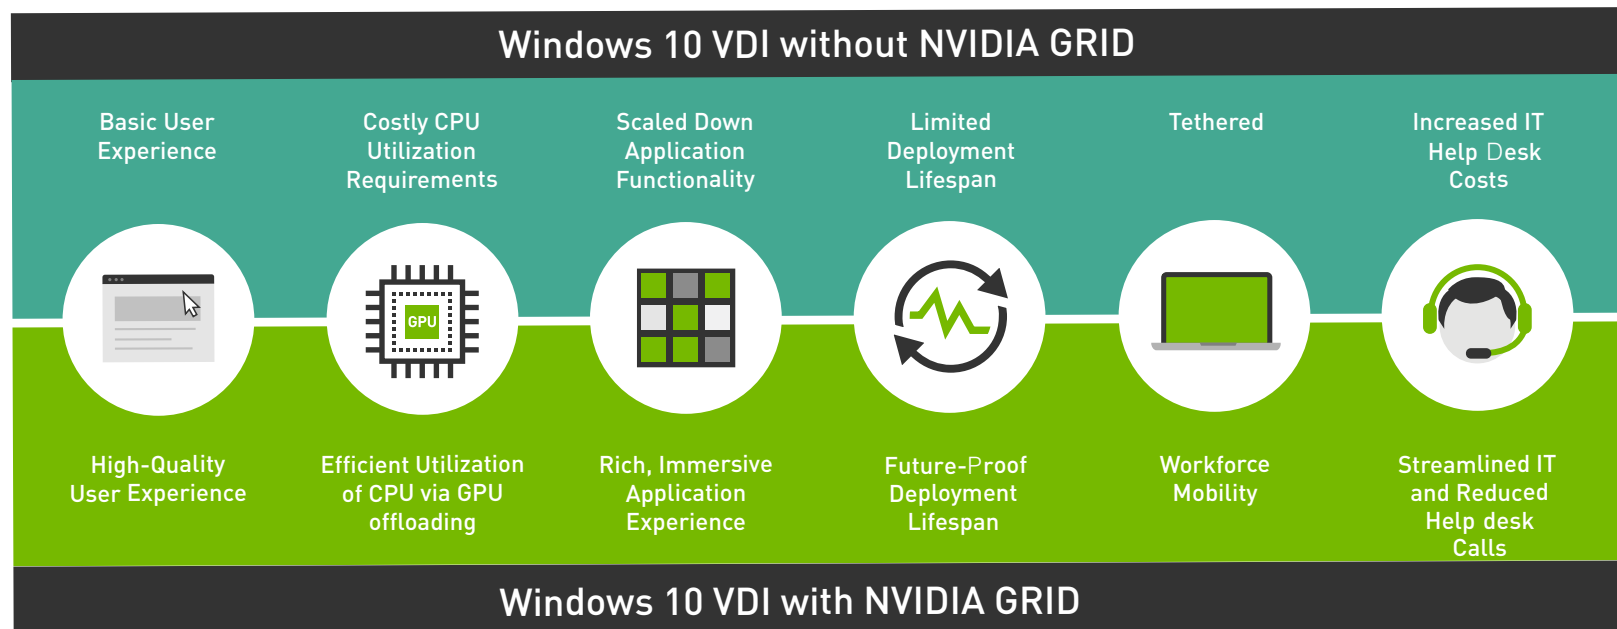 Windows 10 VDI without NVIDIA GRID
Basic User
Experience
Costly CPU
Utilization
Requirements
Scaled Down
Application
Functionality
Limited
Deployment
Lifespan
Tethered
Increased IT
Help Desk
Costs
GPU
High-Quality
User Experience
Efficient Utilization
of CPU via GPU
offloading
Rich, Immersive
Application
Experience
Future-Proof
Deployment
Lifespan
Workforce
Mobility
Streamlined IT
and Reduced
Help desk
Calls
Windows 10 VDI with NVIDIA GRID